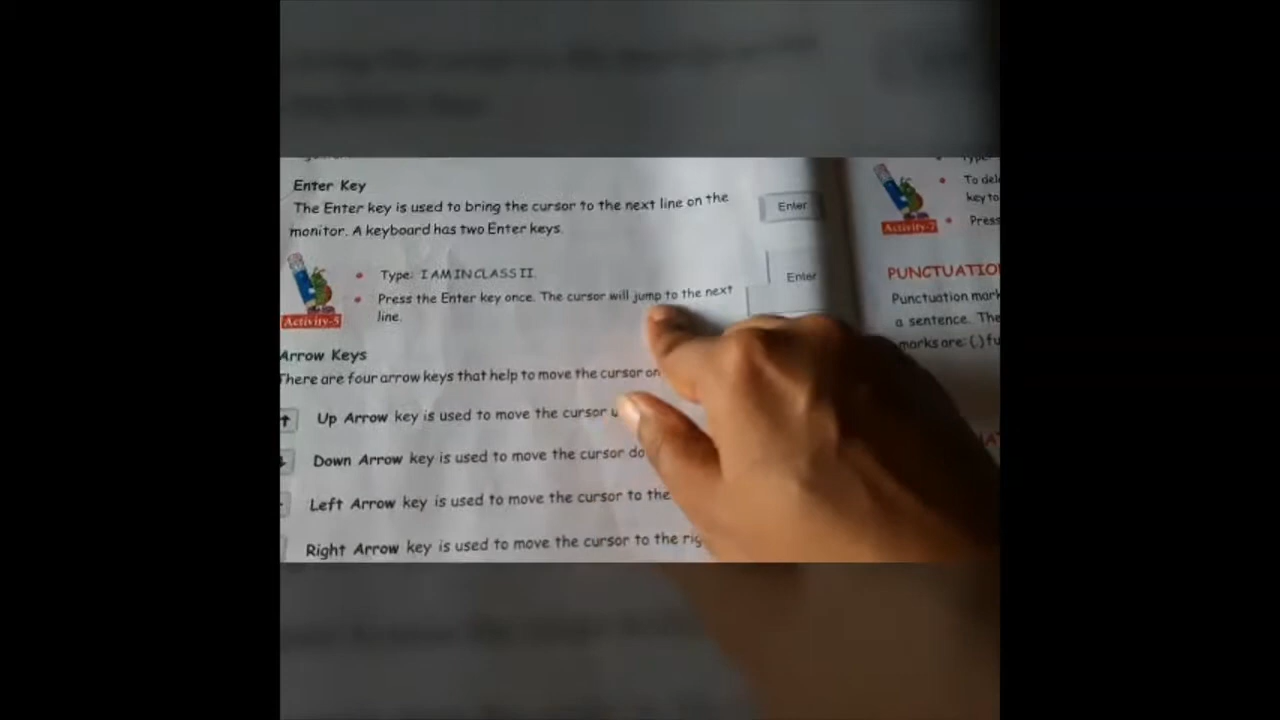 Enter Key
The Enter key is used to bring the cursor to the next line on the
monitor. A keyboard has two Enter keys.
Enter
Activity-5
• Type: I AM IN CLASS II.
• Press the Enter key once. The cursor will jump to the next
line.
Enter
Arrow Keys
There are four arrow keys that help to move the cursor on
↑ Up Arrow key is used to move the cursor
Down Arrow key is used to move the cursor
Left Arrow key is used to move the cursor to the
Right Arrow key is used to move the cursor to the
• To
key to
Activity-7
• Press
PUNCTUATIO
Punctuation mark
a sentence. The
marks are: (.) fu